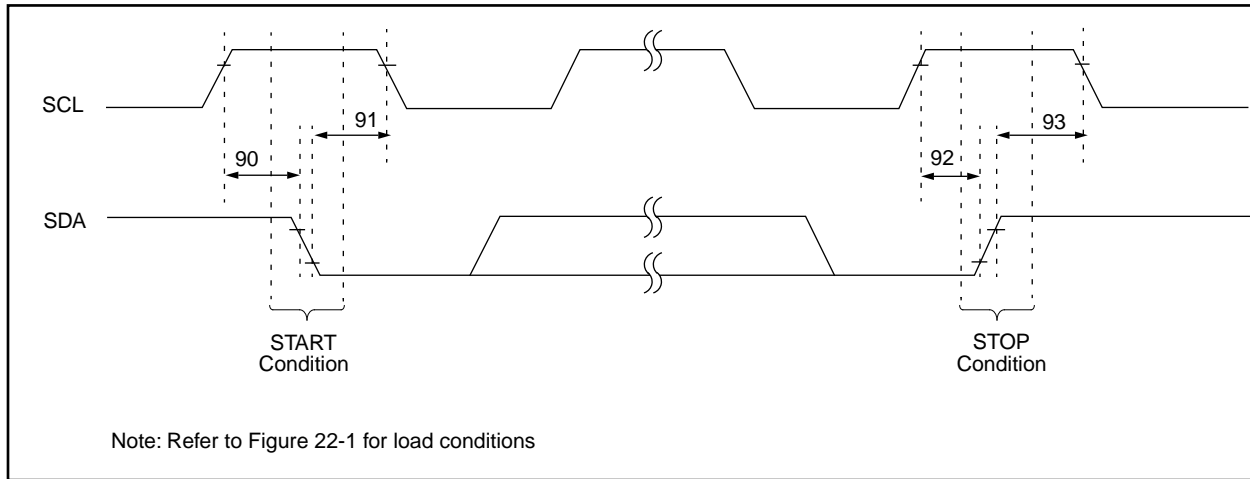 SCL
91
93
90
92
SDA
START
Condition
STOP
Condition
Note: Refer to Figure 22-1 for load conditions